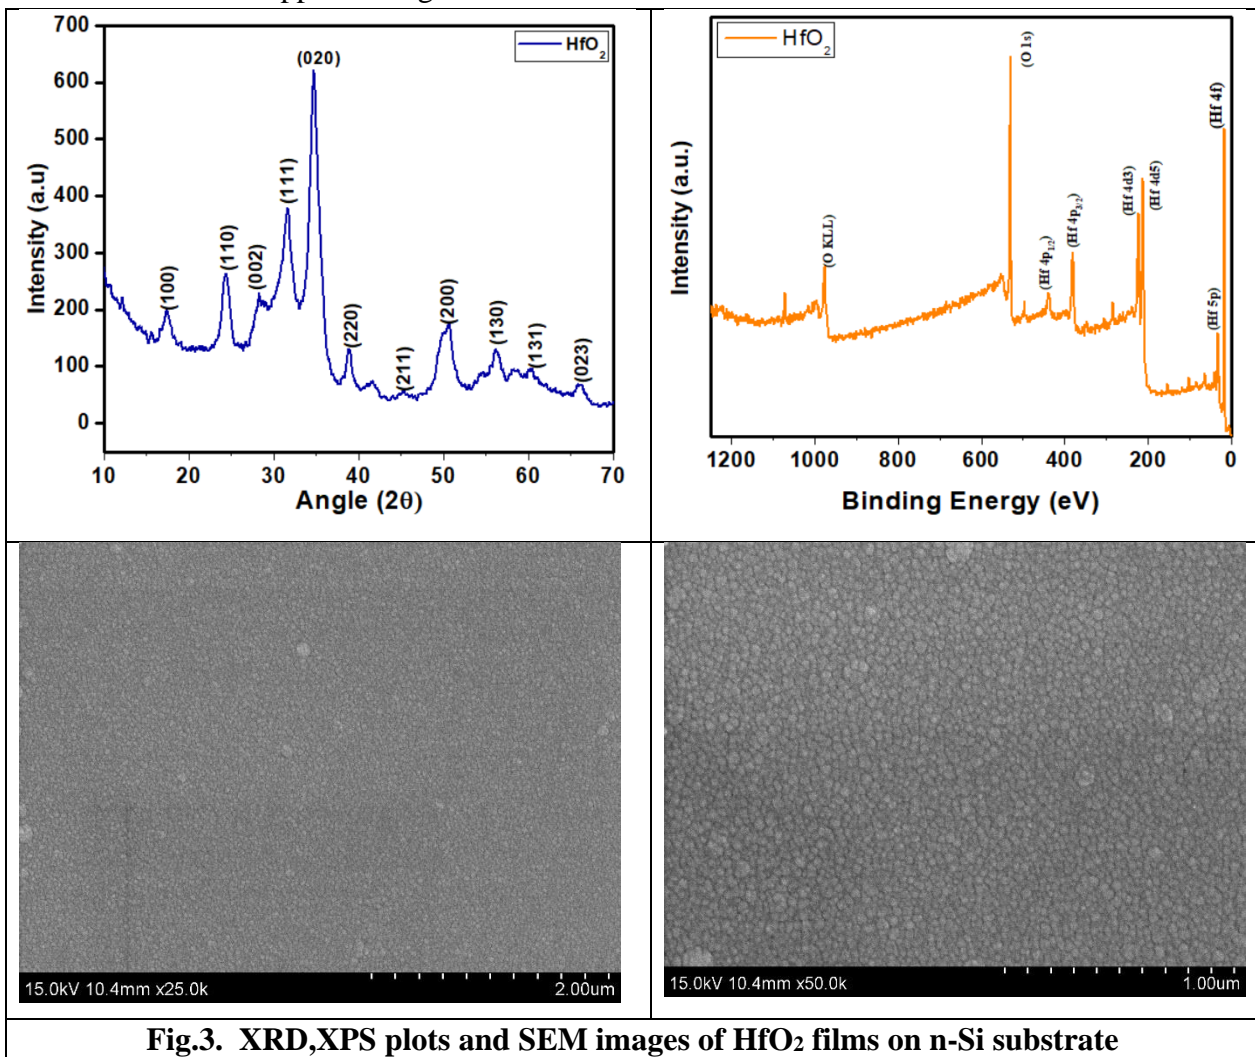 700
600
500
400
300
200
100
0
Intensity (a.u)
HfO₂
(100)
(110)
(002)
(111)
(020)
(220)
(211)
(200)
(130)
(131)
(023)
10 20 30 40 50 60 70
Angle (2θ)
HfO₂
Intensity (a.u.)
(O KLL)
(O 1s)
(Hf 4p₁/₂)
(Hf 4p₃/₂)
(Hf 4d3)
(Hf 4d5)
(Hf 5p)
(Hf 4f)
1200 1000 800 600 400 200 0
Binding Energy (eV)
15.0kV 10.4mm x25.0k 2.00um
15.0kV 10.4mm x50.0k 1.00um
Fig.3. XRD,XPS plots and SEM images of HfO₂ films on n-Si substrate